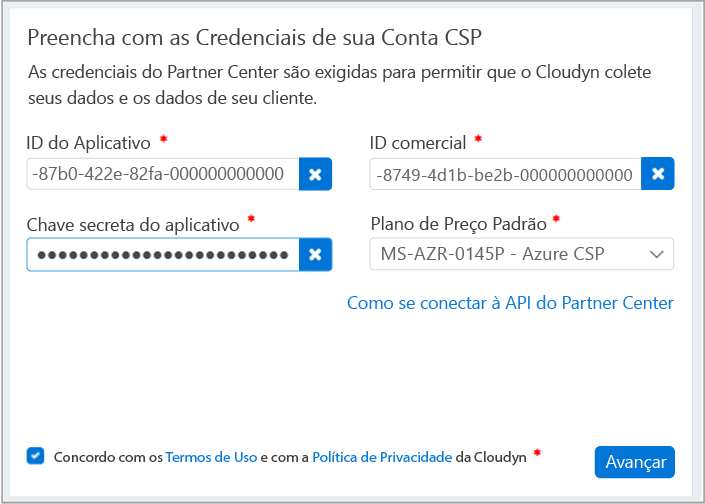 Preencha com as Credenciais de sua Conta CSP
As credenciais do Partner Center são exigidas para permitir que o Cloudyn colete
seus dados e os dados de seu cliente.
ID do Aplicativo *
ID comercial *
-87b0-422e-82fa-000000000000
-8749-4d1b-be2b-000000000000
Chave secreta do aplicativo *
Plano de Preço Padrão *
●●●●●●●●●●●●●●●●●●●●●●●●
MS-AZR-0145P - Azure CSP
Como se conectar à API do Partner Center
Concordo com os Termos de Uso e com a Política de Privacidade da Cloudyn *
Avançar